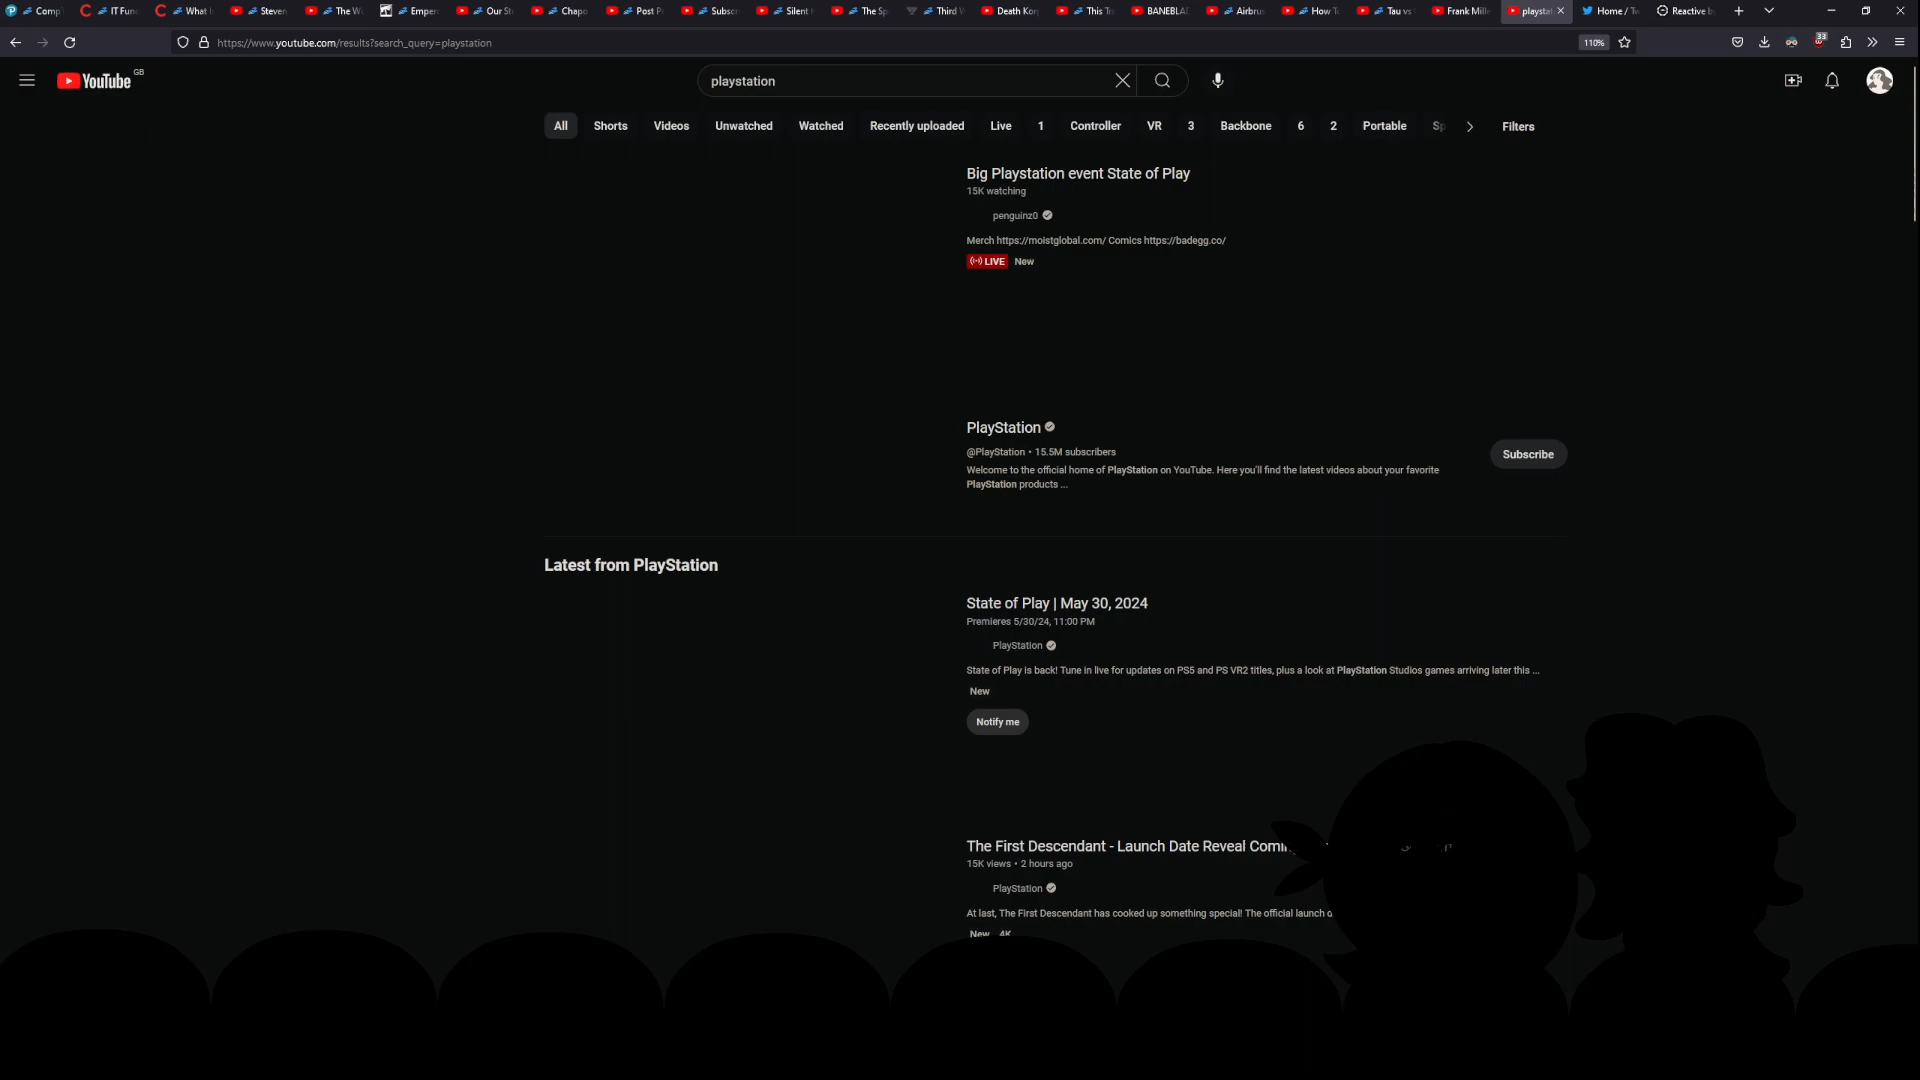 Comp
IT Fun
What I
Steven
The W
Emper
Our St
Chapo
Post P
Subscr
Silent
The Sp
Third
Death Kor
This Tr
BANEBLA
Airbrus
How To
Tau vs
Frank Mille
playstat
Home / Tw
Reactive b
https://www.youtube.com/results?search_query=playstation
110%
33
YouTube GB
playstation
All
Shorts
Videos
Unwatched
Watched
Recently uploaded
Live
1
Controller
VR
3
Backbone
6
2
Portable
Sp
Filters
Big Playstation event State of Play
15K watching
penguinz0
Merch https://moistglobal.com/ Comics https://badegg.co/
LIVE New
PlayStation
@PlayStation • 15.5M subscribers
Welcome to the official home of PlayStation on YouTube. Here you'll find the latest videos about your favorite
PlayStation products ...
Subscribe
Latest from PlayStation
State of Play | May 30, 2024
Premieres 5/30/24, 11:00 PM
PlayStation
State of Play is back! Tune in live for updates on PS5 and PS VR2 titles, plus a look at PlayStation Studios games arriving later this ...
New
Notify me
The First Descendant - Launch Date Reveal Comin
15K views • 2 hours ago
PlayStation
At last, The First Descendant has cooked up something special! The official launch d
New 4K